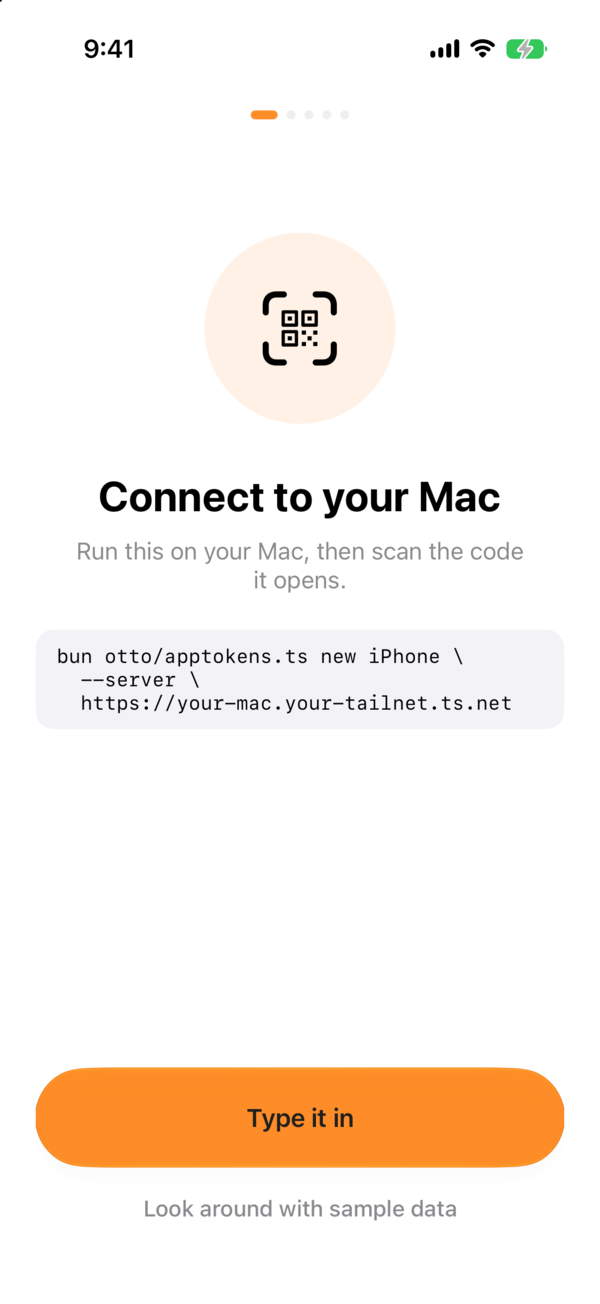 9:41
Connect to your Mac
Run this on your Mac, then scan the code
it opens.
bun otto/apptokens.ts new iPhone \
  --server \
  https://your-mac.your-tailnet.ts.net
Type it in
Look around with sample data